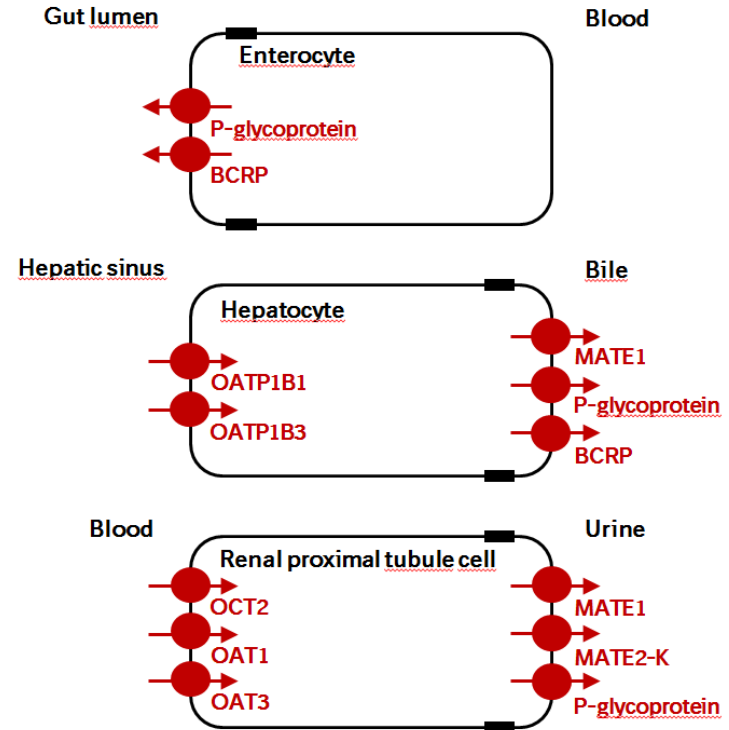 Gut lumen
Blood
Enterocyte
P-glycoprotein
BCRP
Hepatic sinus
Bile
Hepatocyte
OATP1B1
OATP1B3
MATE1
P-glycoprotein
BCRP
Blood
Urine
Renal proximal tubule cell
OCT2
OAT1
OAT3
MATE1
MATE2-K
P-glycoprotein